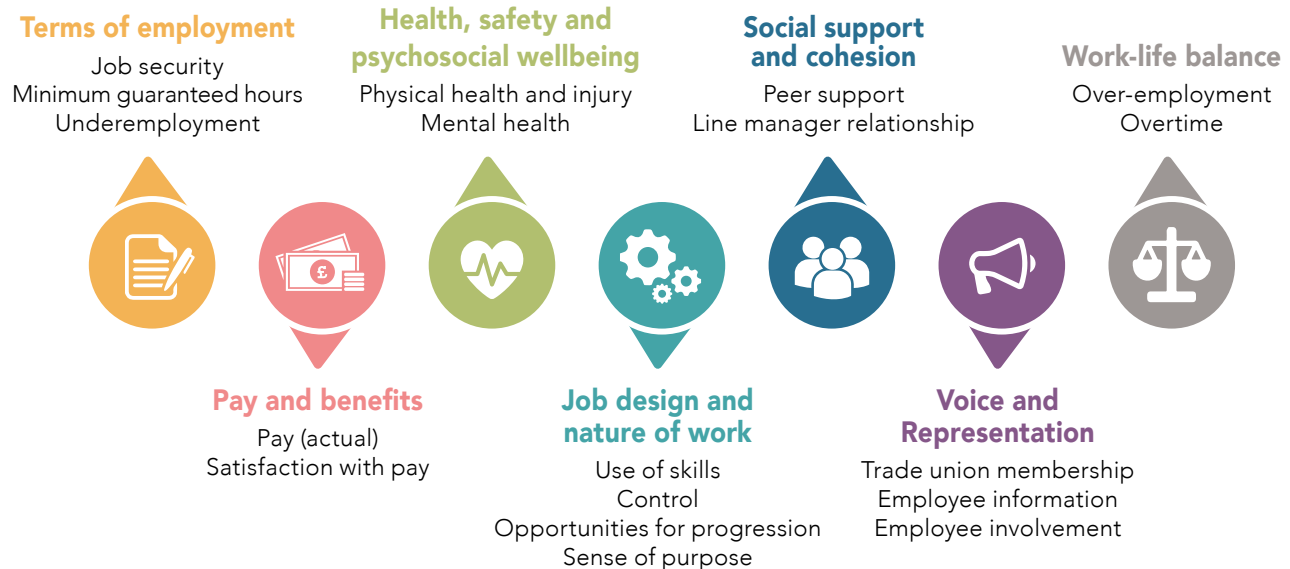 Terms of employment
Job security
Minimum guaranteed hours
Underemployment
Health, safety and
psychosocial wellbeing
Physical health and injury
Mental health
Social support
and cohesion
Peer support
Line manager relationship
Work-life balance
Over-employment
Overtime
£
Pay and benefits
Pay (actual)
Satisfaction with pay
Job design and
nature of work
Use of skills
Control
Opportunities for progression
Sense of purpose
Voice and
Representation
Trade union membership
Employee information
Employee involvement